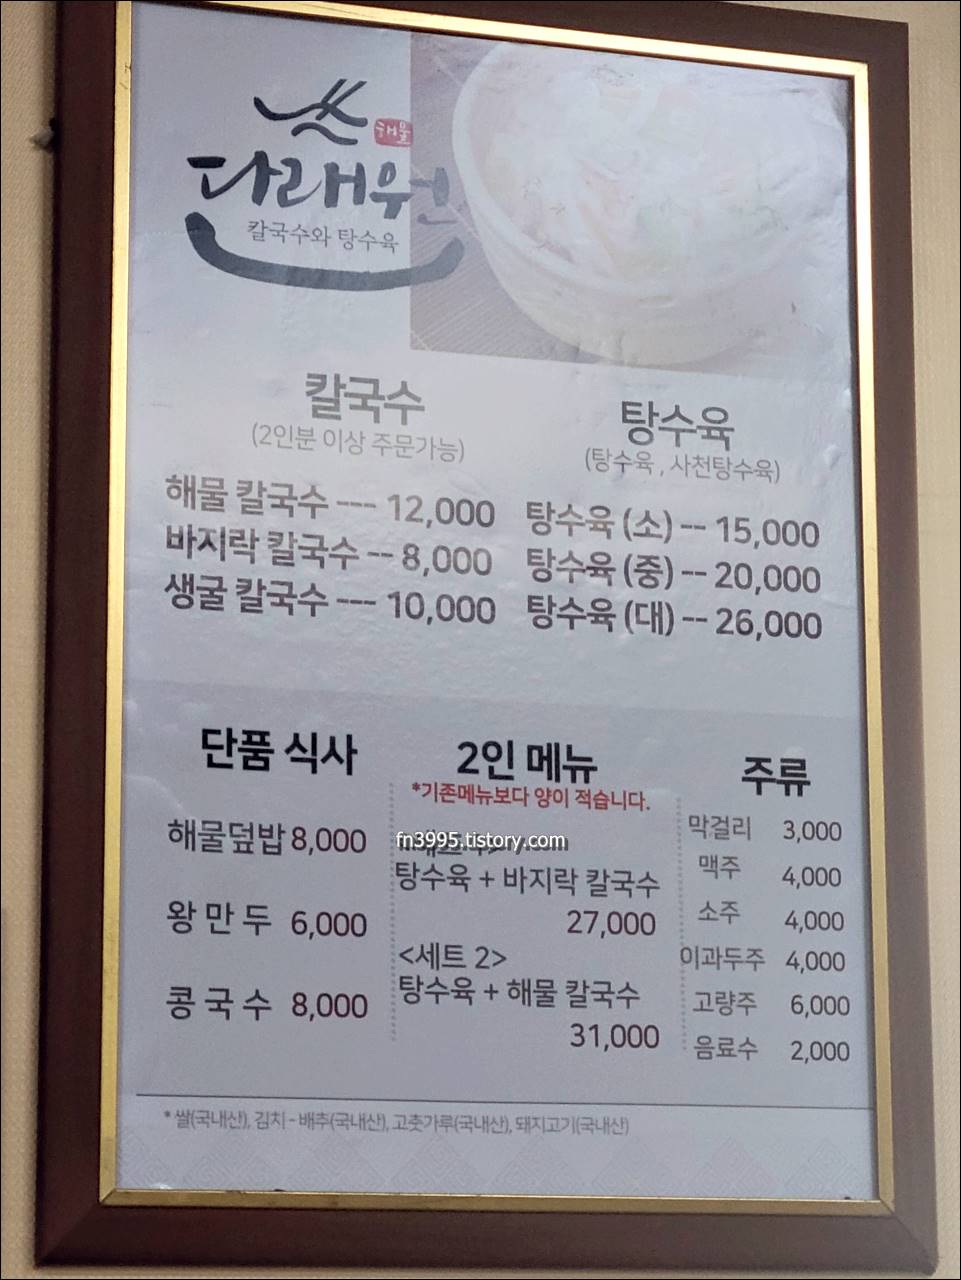 해물
다래원
칼국수와 탕수육
칼국수
(2인분 이상 주문가능)
해물 칼국수 --- 12,000
바지락 칼국수 -- 8,000
생굴 칼국수 --- 10,000
탕수육
(탕수육 , 사천탕수육)
탕수육 (소) -- 15,000
탕수육 (중) -- 20,000
탕수육 (대) -- 26,000
단품 식사
해물덮밥 8,000
왕 만 두 6,000
콩 국 수 8,000
2인 메뉴
*기존메뉴보다 양이 적습니다.
fn3995.tistory.com
탕수육 + 바지락 칼국수
27,000
<세트 2>
탕수육 + 해물 칼국수
31,000
주류
막걸리 3,000
맥주 4,000
소주 4,000
이과두주 4,000
고량주 6,000
음료수 2,000
* 쌀(국내산), 김치 - 배추(국내산), 고춧가루(국내산), 돼지고기(국내산)